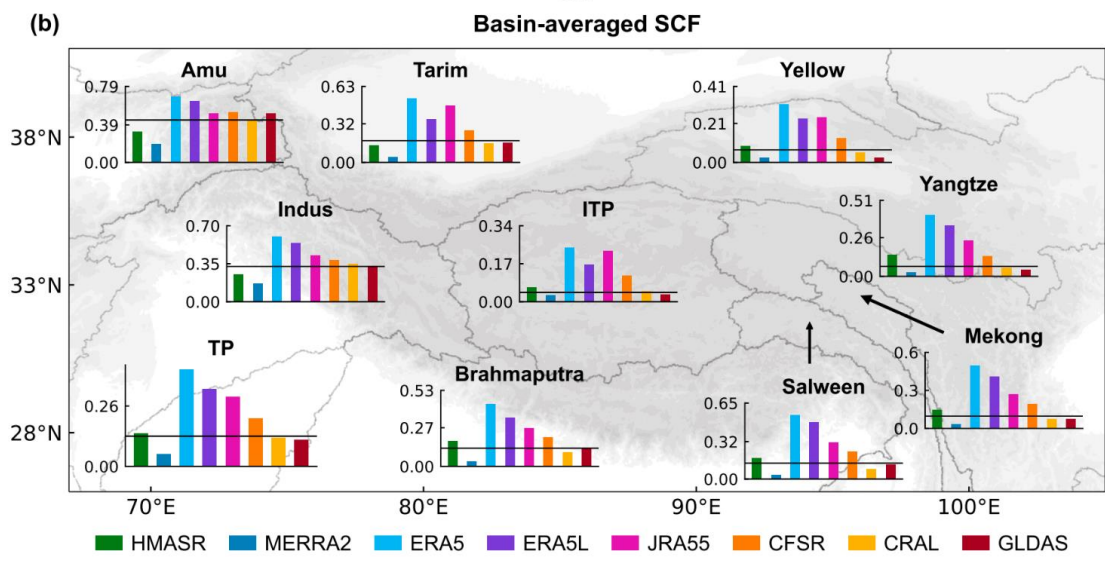 (b)
Basin-averaged SCF
Amu
0.79
0.39
0.00
Tarim
0.63
0.32
0.00
Yellow
0.41
0.21
0.00
Indus
0.70
0.35
0.00
ITP
0.34
0.17
0.00
Yangtze
0.51
0.26
0.00
TP
0.26
0.00
Brahmaputra
0.53
0.27
0.00
Salween
0.65
0.32
0.00
Mekong
0.6
0.3
0.0
38°N
33°N
28°N
70°E 80°E 90°E 100°E
HMASR MERRA2 ERA5 ERA5L JRA55 CFSR CRAL GLDAS